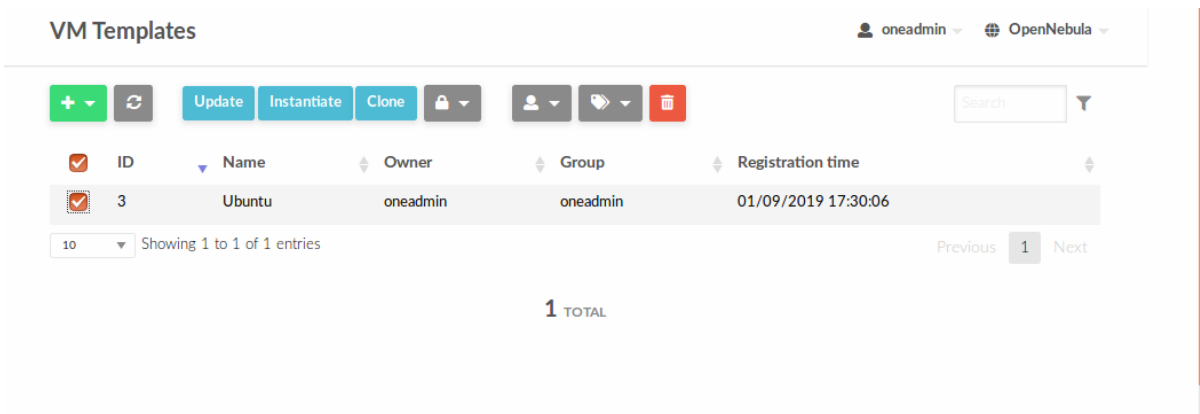 VM Templates oneadmin OpenNebula
+ Update Instantiate Clone Search
ID Name Owner Group Registration time
3 Ubuntu oneadmin oneadmin 01/09/2019 17:30:06
10 Showing 1 to 1 of 1 entries Previous 1 Next
1 TOTAL